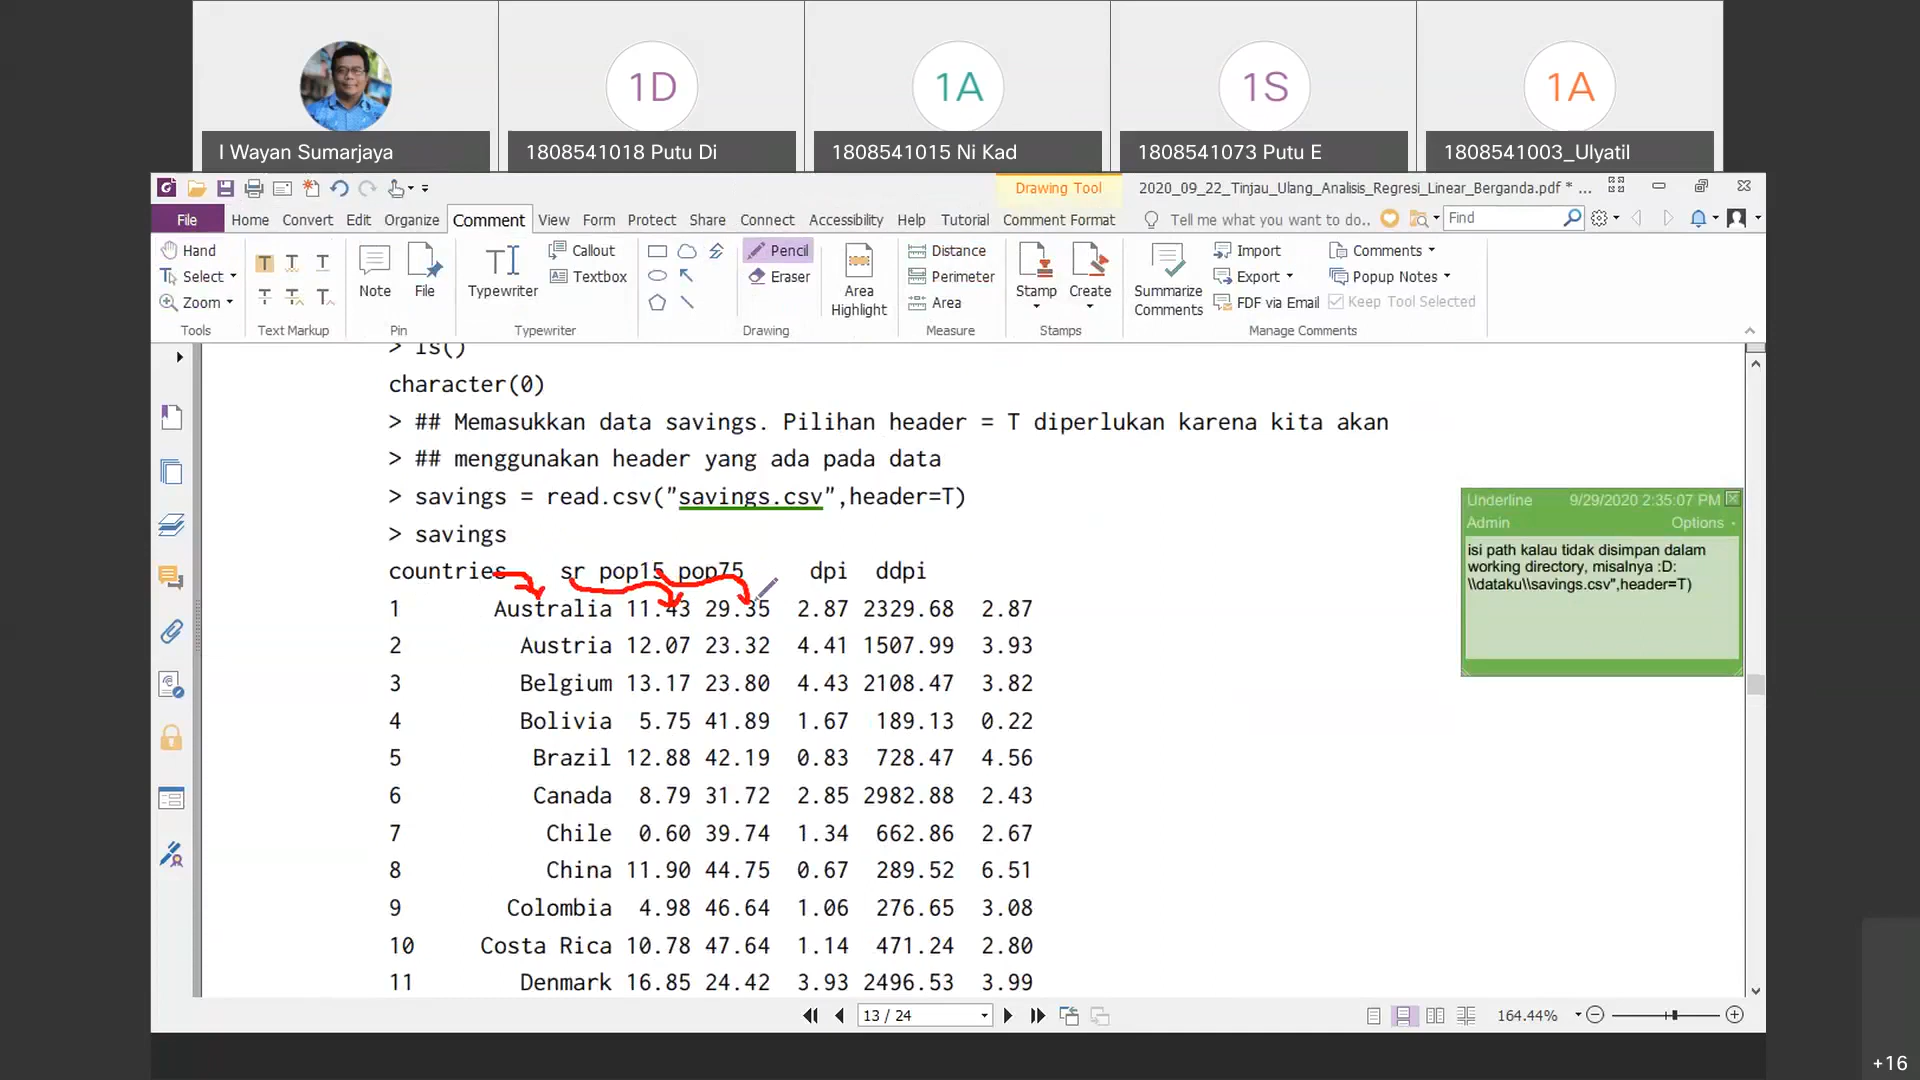 1D
1A
1S
1A
I Wayan Sumarjaya
1808541018 Putu Di
1808541015 Ni Kad
1808541073 Putu E
1808541003_Ulyatil
Drawing Tool
2020_09_22_Tinjau_Ulang_Analisis_Regresi_Linear_Berganda.pdf * ...
File Home Convert Edit Organize Comment View Form Protect Share Connect Accessibility Help Tutorial Comment Format Tell me what you want to do.. Find
Hand
Select
Zoom
Tools
Text Markup
Note
File
Pin
Typewriter
Callout
Textbox
Typewriter
Pencil
Eraser
Drawing
Area Highlight
Distance
Perimeter
Area
Measure
Stamp
Create
Stamps
Summarize Comments
Import
Export
FDF via Email
Comments
Popup Notes
Keep Tool Selected
Manage Comments
> ls()
character(0)
> ## Memasukkan data savings. Pilihan header = T diperlukan karena kita akan
> ## menggunakan header yang ada pada data
> savings = read.csv("savings.csv",header=T)
> savings
countries sr pop15 pop75 dpi ddpi
1 Australia 11.43 29.35 2.87 2329.68 2.87
2 Austria 12.07 23.32 4.41 1507.99 3.93
3 Belgium 13.17 23.80 4.43 2108.47 3.82
4 Bolivia 5.75 41.89 1.67 189.13 0.22
5 Brazil 12.88 42.19 0.83 728.47 4.56
6 Canada 8.79 31.72 2.85 2982.88 2.43
7 Chile 0.60 39.74 1.34 662.86 2.67
8 China 11.90 44.75 0.67 289.52 6.51
9 Colombia 4.98 46.64 1.06 276.65 3.08
10 Costa Rica 10.78 47.64 1.14 471.24 2.80
11 Denmark 16.85 24.42 3.93 2496.53 3.99
Underline 9/29/2020 2:35:07 PM
Admin Options
isi path kalau tidak disimpan dalam
working directory, misalnya :D:
\\dataku\\savings.csv",header=T)
13 / 24
164.44%
+16